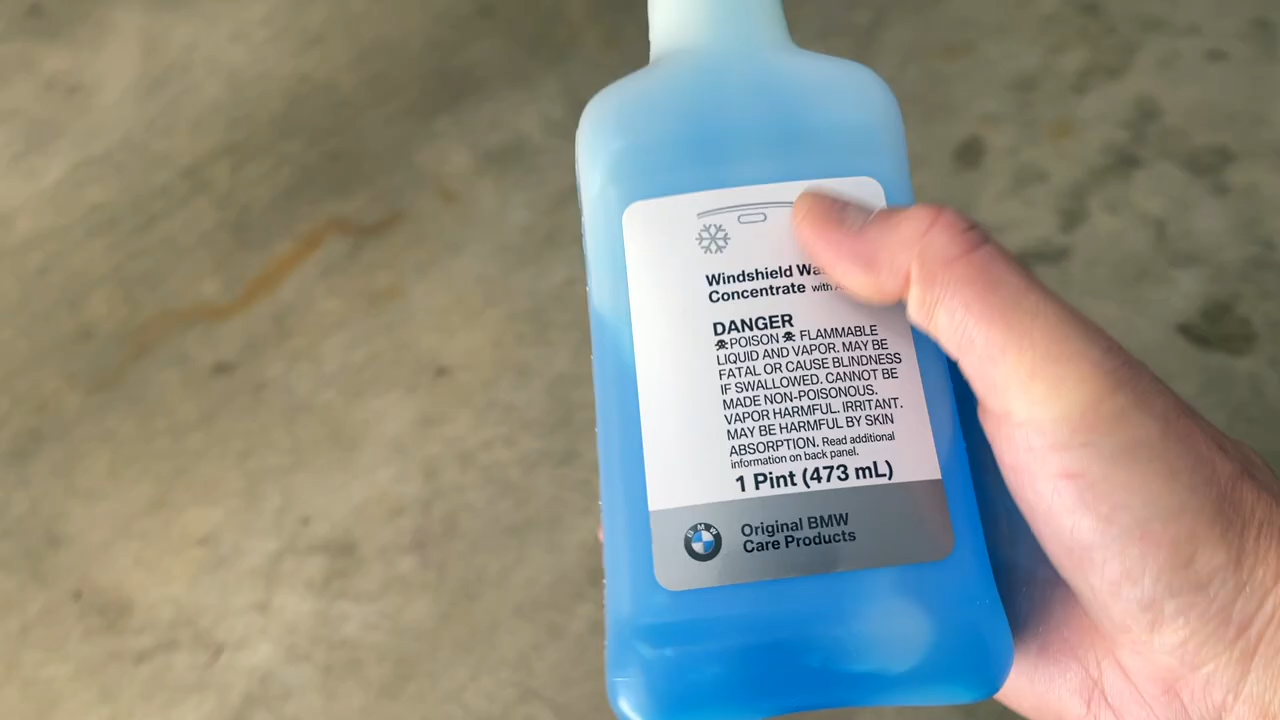 Windshield
Concentrate with
DANGER
POISON FLAMMABLE
LIQUID AND VAPOR. MAY BE
FATAL OR CAUSE BLINDNESS
IF SWALLOWED. CANNOT BE
MADE NON-POISONOUS.
VAPOR HARMFUL. IRRITANT.
MAY BE HARMFUL BY SKIN
ABSORPTION. Read additional
information on back panel.
1 Pint (473 mL)
BMW
Original BMW
Care Products